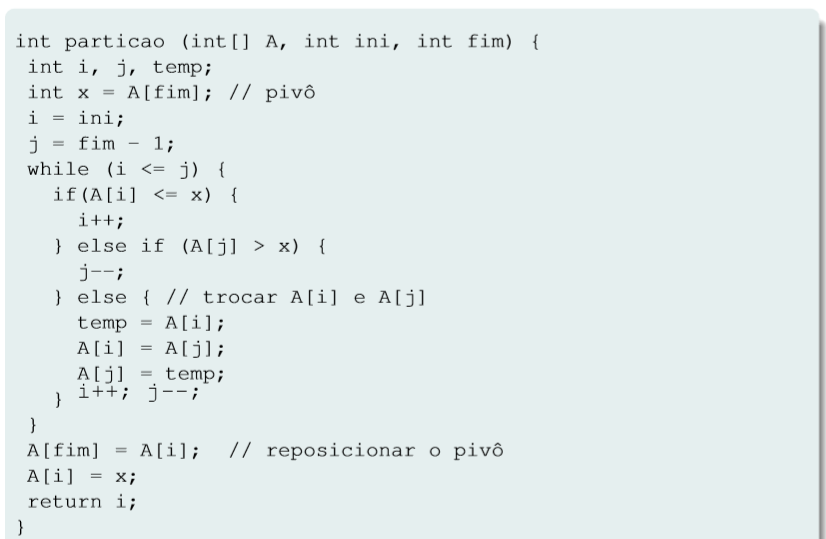 int particao (int[] A, int ini, int fim) {
int i, j, temp;
int x = A[fim]; // pivô
i = ini;
j = fim - 1;
while (i <= j) {
if(A[i] <= x) {
i++;
} else if (A[j] > x) {
j--;
} else { // trocar A[i] e A[j]
temp = A[i];
A[i] = A[j];
A[j] = temp;
i++; j--;
}
}
A[fim] = A[i]; // reposicionar o pivô
A[i] = x;
return i;
}